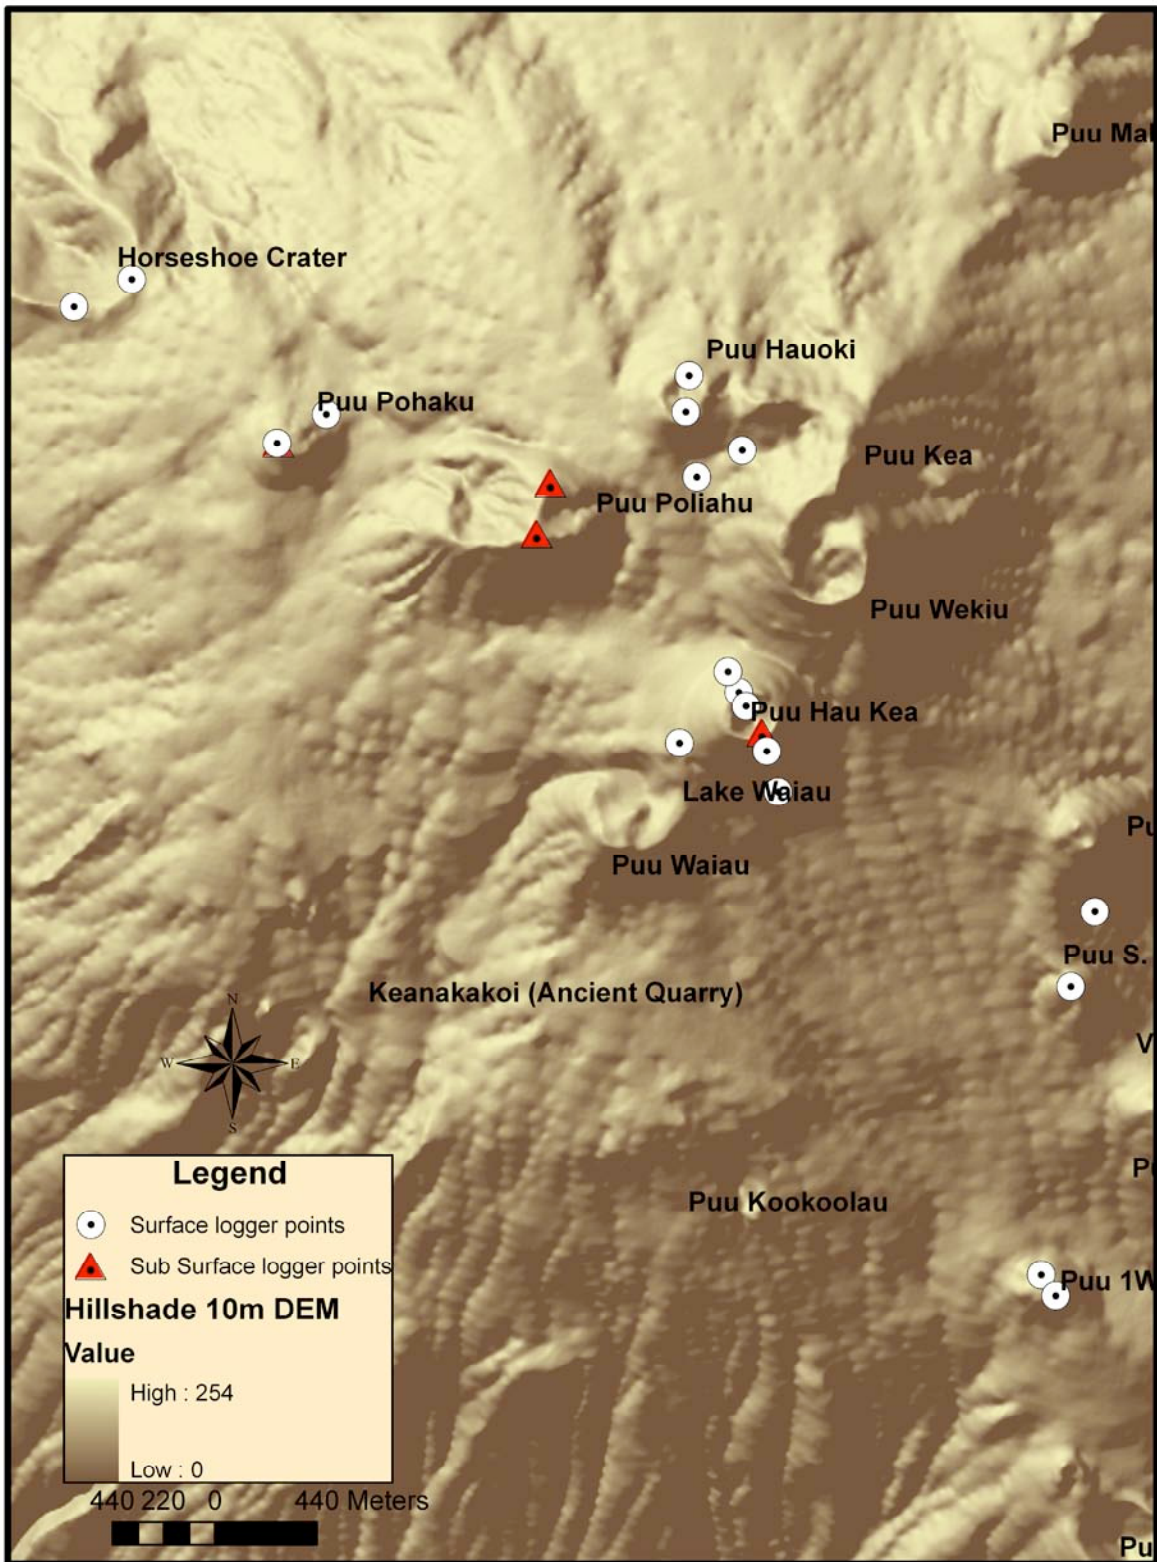 Puu Mal
Horseshoe Crater
Puu Hauoki
Puu Pohaku
Puu Kea
Puu Poliahu
Puu Wekiu
Puu Hau Kea
Lake Waiau
Pu
Puu Waiau
Puu S.
Keanakakoi (Ancient Quarry)
N
V
W
E
S
Legend
Pu
Puu Kookoolau
Surface logger points
Sub Surface logger points
Puu 1W
Hillshade 10m DEM
Value
High : 254
Low : 0
440 220 0 440 Meters
Pu